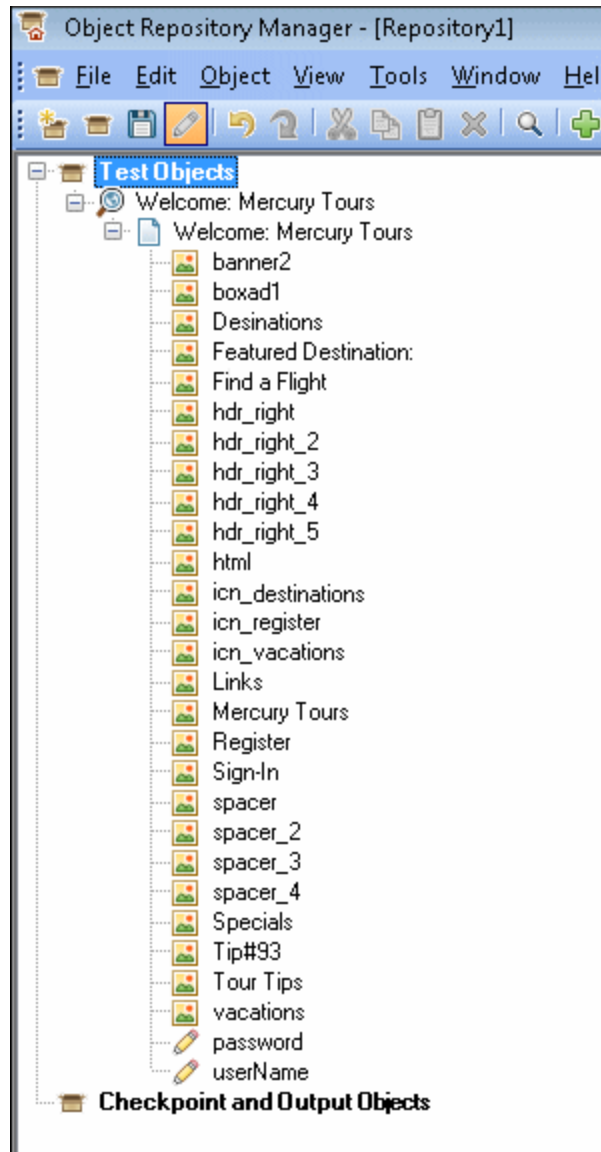 Object Repository Manager - [Repository1]
File Edit Object View Tools Window Hel
Test Objects
Welcome: Mercury Tours
Welcome: Mercury Tours
banner2
boxad1
Desinations
Featured Destination:
Find a Flight
hdr_right
hdr_right_2
hdr_right_3
hdr_right_4
hdr_right_5
html
icn_destinations
icn_register
icn_vacations
Links
Mercury Tours
Register
Sign-In
spacer
spacer_2
spacer_3
spacer_4
Specials
Tip#93
Tour Tips
vacations
password
userName
Checkpoint and Output Objects